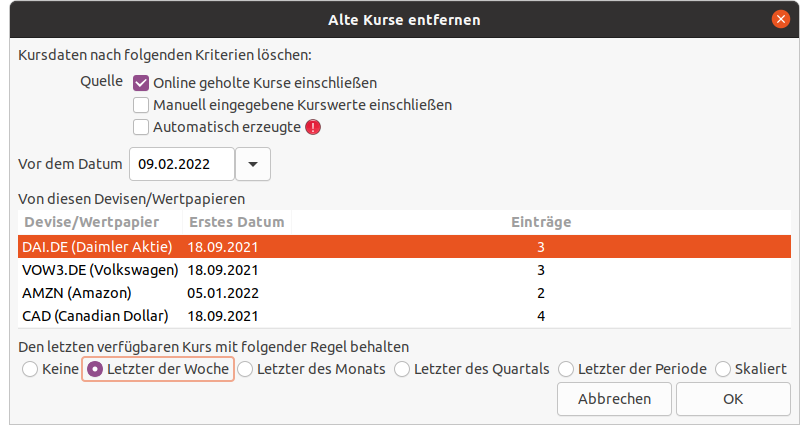 Alte Kurse entfernen
Kursdaten nach folgenden Kriterien löschen:
Quelle Online geholte Kurse einschließen
Manuell eingegebene Kurswerte einschließen
Automatisch erzeugte
Vor dem Datum 09.02.2022
Von diesen Devisen/Wertpapieren
Devise/Wertpapier Erstes Datum Einträge
DAI.DE (Daimler Aktie) 18.09.2021 3
VOW3.DE (Volkswagen) 18.09.2021 3
AMZN (Amazon) 05.01.2022 2
CAD (Canadian Dollar) 18.09.2021 4
Den letzten verfügbaren Kurs mit folgender Regel behalten
Keine Letzter der Woche Letzter des Monats Letzter des Quartals Letzter der Periode Skaliert
Abbrechen OK